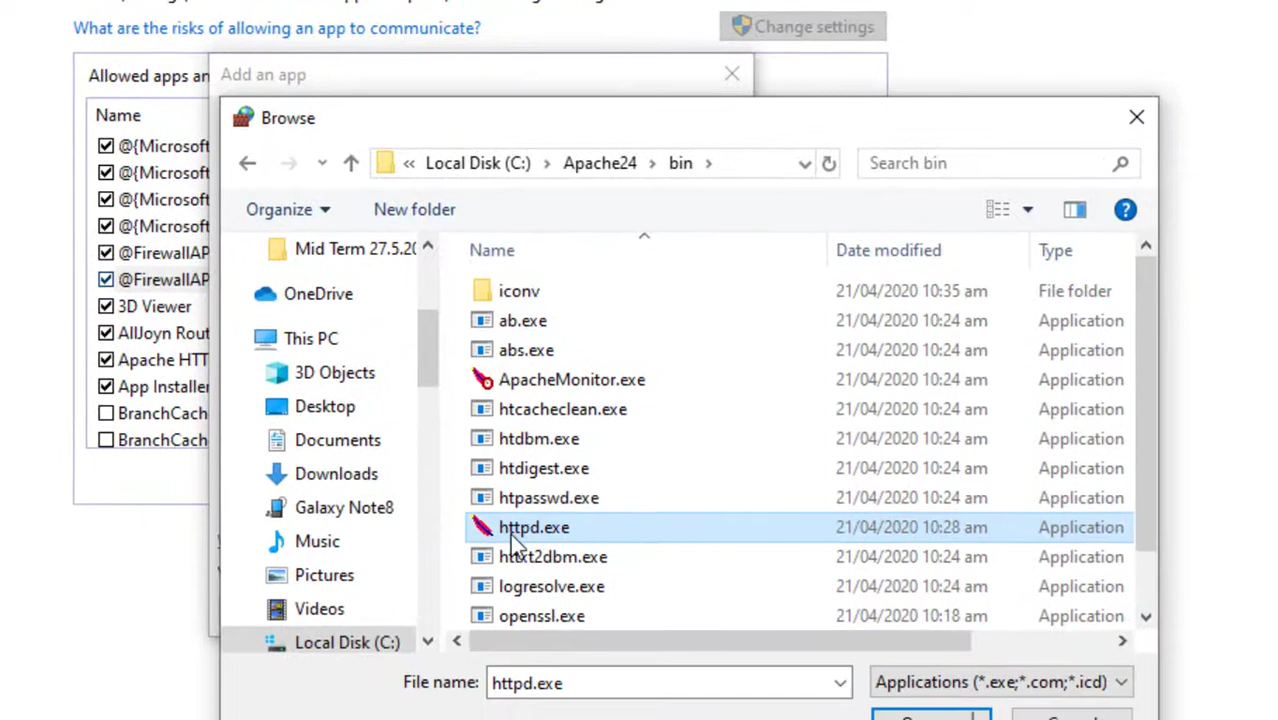 What are the risks of allowing an app to communicate?
Change settings
Allowed apps an
Add an app
Name
@{Microsoft
@{Microsoft
@{Microsoft
@{Microsoft
@FirewallAP
@FirewallAP
3D Viewer
AllJoyn Rout
Apache HTT
App Installer
BranchCache
BranchCache
Browse
« Local Disk (C:) › Apache24 › bin ›
Search bin
Organize
New folder
Mid Term 27.5.20
OneDrive
This PC
3D Objects
Desktop
Documents
Downloads
Galaxy Note8
Music
Pictures
Videos
Local Disk (C:)
Name Date modified Type
iconv 21/04/2020 10:35 am File folder
ab.exe 21/04/2020 10:24 am Application
abs.exe 21/04/2020 10:24 am Application
ApacheMonitor.exe 21/04/2020 10:24 am Application
htcacheclean.exe 21/04/2020 10:24 am Application
htdbm.exe 21/04/2020 10:24 am Application
htdigest.exe 21/04/2020 10:24 am Application
htpasswd.exe 21/04/2020 10:24 am Application
httpd.exe 21/04/2020 10:28 am Application
httxt2dbm.exe 21/04/2020 10:24 am Application
logresolve.exe 21/04/2020 10:24 am Application
openssl.exe 21/04/2020 10:18 am Application
File name: httpd.exe
Applications (*.exe;*.com;*.icd)